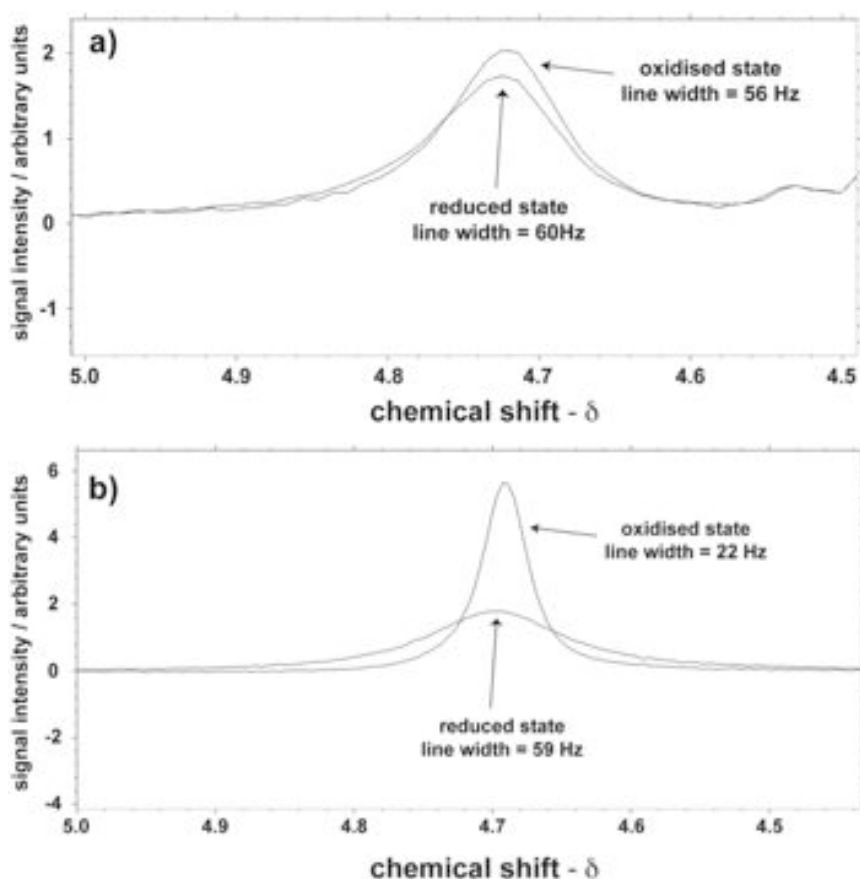 a)
signal intensity / arbitrary units
2
1
0
-1
oxidised state
line width = 56 Hz
reduced state
line width = 60Hz
5.0 4.9 4.8 4.7 4.6 4.5
chemical shift - δ
b)
signal intensity / arbitrary units
6
4
2
0
-2
-4
oxidised state
line width = 22 Hz
reduced state
line width = 59 Hz
5.0 4.9 4.8 4.7 4.6 4.5
chemical shift - δ